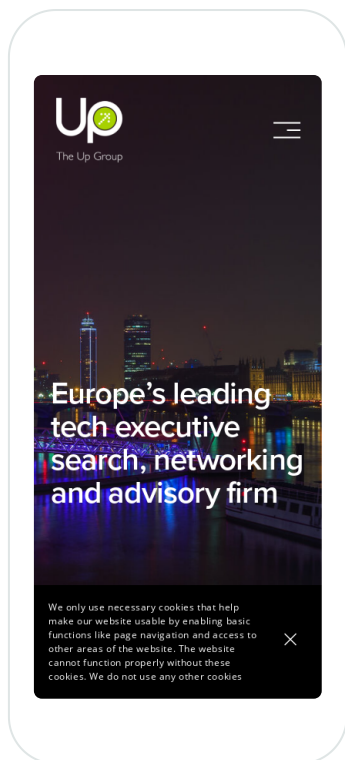 Up
The Up Group
Europe’s leading
tech executive
search, networking
and advisory firm
We only use necessary cookies that help
make our website usable by enabling basic
functions like page navigation and access to
other areas of the website. The website
cannot function properly without these
cookies. We do not use any other cookies